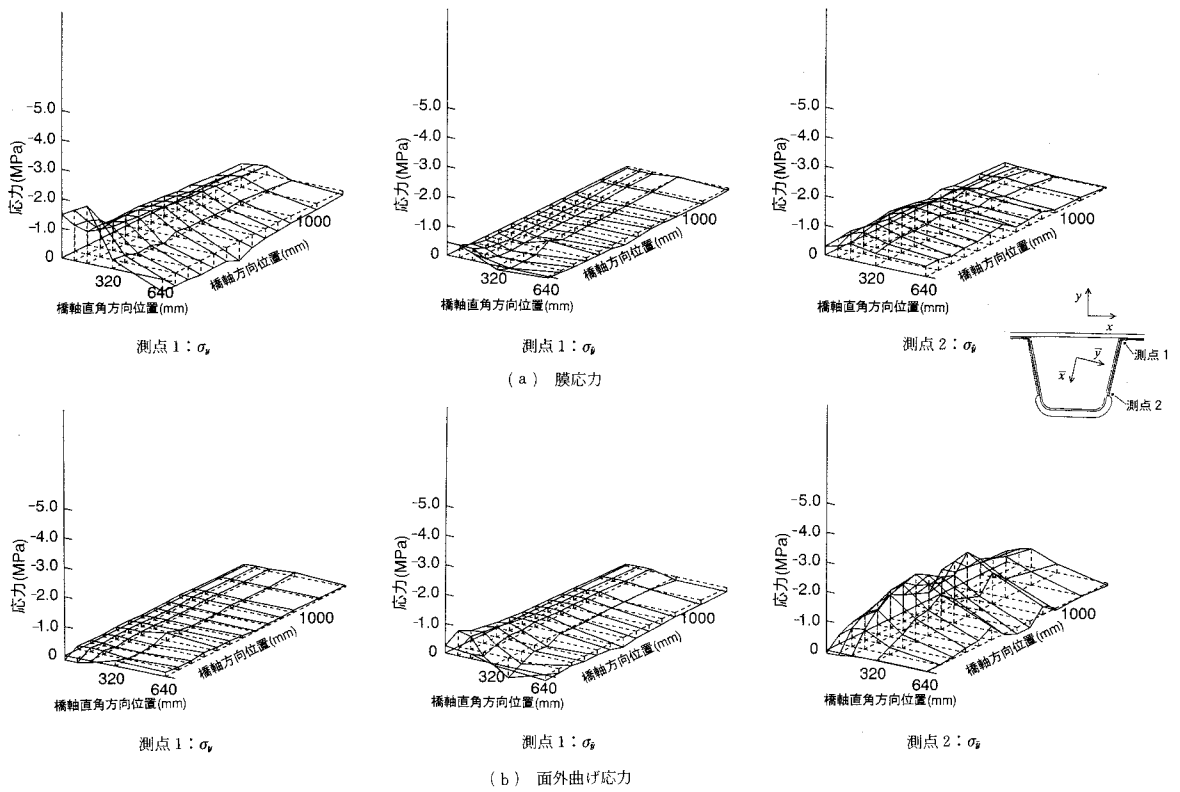 応力(MPa)
-5.0
-4.0
-3.0
-2.0
-1.0
0
320
640
1000
橋軸直角方向位置(mm)
橋軸方向位置(mm)
測点1：σy
応力(MPa)
-5.0
-4.0
-3.0
-2.0
-1.0
0
320
640
1000
橋軸直角方向位置(mm)
橋軸方向位置(mm)
測点1：σȳ
応力(MPa)
-5.0
-4.0
-3.0
-2.0
-1.0
0
320
640
1000
橋軸直角方向位置(mm)
橋軸方向位置(mm)
測点2：σȳ
y
x
ȳ
x̄
測点1
測点2
(a) 膜応力
応力(MPa)
-5.0
-4.0
-3.0
-2.0
-1.0
0
320
640
1000
橋軸直角方向位置(mm)
橋軸方向位置(mm)
測点1：σy
応力(MPa)
-5.0
-4.0
-3.0
-2.0
-1.0
0
320
640
1000
橋軸直角方向位置(mm)
橋軸方向位置(mm)
測点1：σȳ
応力(MPa)
-5.0
-4.0
-3.0
-2.0
-1.0
0
320
640
1000
橋軸直角方向位置(mm)
橋軸方向位置(mm)
測点2：σȳ
(b) 面外曲げ応力